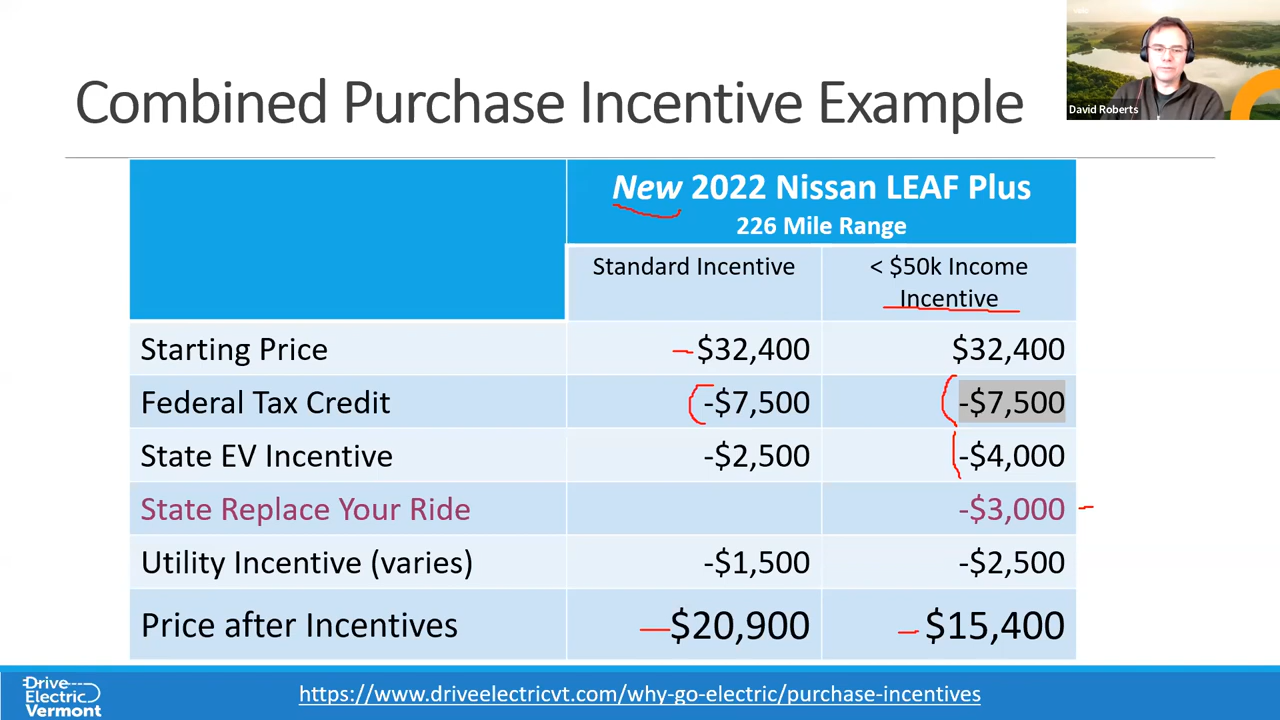 David Roberts
Combined Purchase Incentive Example
New 2022 Nissan LEAF Plus
226 Mile Range
Standard Incentive
< $50k Income
Incentive
Starting Price $32,400 $32,400
Federal Tax Credit -$7,500 -$7,500
State EV Incentive -$2,500 -$4,000
State Replace Your Ride -$3,000
Utility Incentive (varies) -$1,500 -$2,500
Price after Incentives $20,900 $15,400
Drive
Electric
Vermont
https://www.driveelectricvt.com/why-go-electric/purchase-incentives